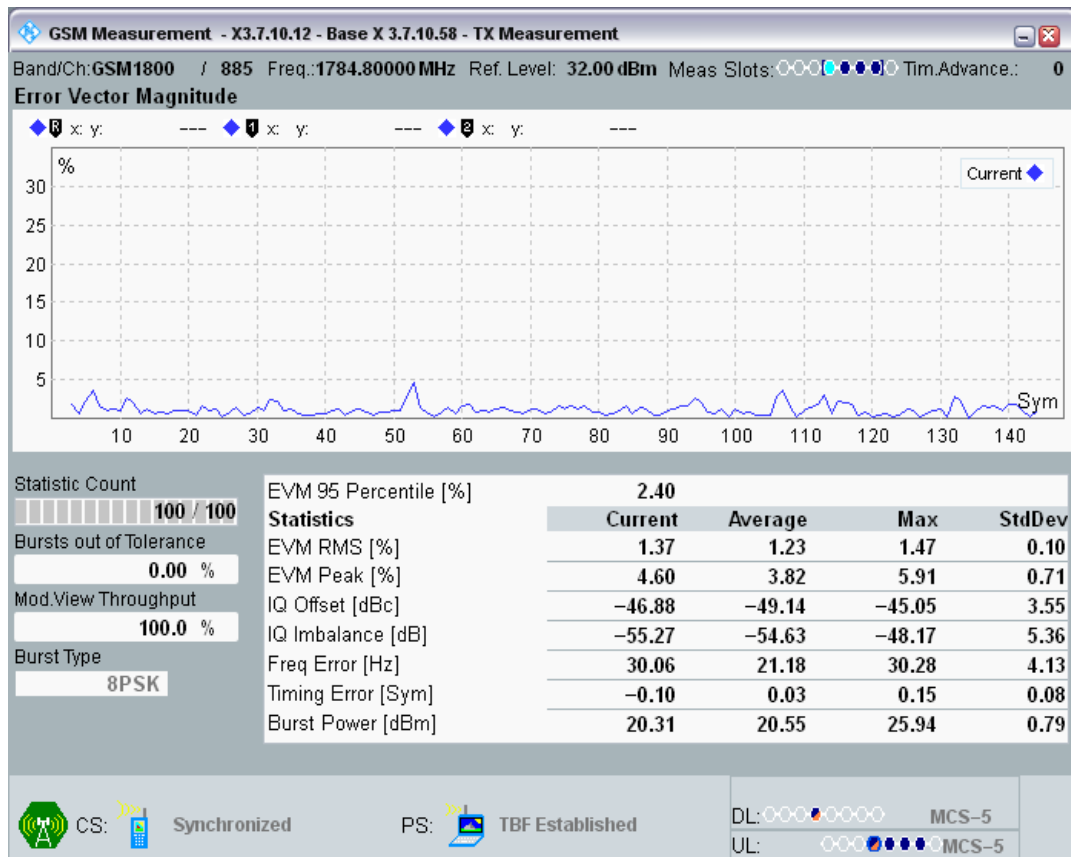 GSM Measurement - X3.7.10.12 - Base X 3.7.10.58 - TX Measurement
Band/Ch:GSM1800 / 885 Freq.:1784.80000 MHz Ref. Level: 32.00 dBm Meas Slots: Tim.Advance.: 0
Error Vector Magnitude
R x: y: --- 1 x: y: --- 2 x: y: ---
%
Current
30
25
20
15
10
5
Sym
10 20 30 40 50 60 70 80 90 100 110 120 130 140
Statistic Count
100 / 100
Bursts out of Tolerance
0.00 %
Mod.View Throughput
100.0 %
Burst Type
8PSK
EVM 95 Percentile [%] 2.40
Statistics Current Average Max StdDev
EVM RMS [%] 1.37 1.23 1.47 0.10
EVM Peak [%] 4.60 3.82 5.91 0.71
IQ Offset [dBc] −46.88 −49.14 −45.05 3.55
IQ Imbalance [dB] −55.27 −54.63 −48.17 5.36
Freq Error [Hz] 30.06 21.18 30.28 4.13
Timing Error [Sym] −0.10 0.03 0.15 0.08
Burst Power [dBm] 20.31 20.55 25.94 0.79
CS: Synchronized PS: TBF Established
DL: MCS−5
UL: MCS−5